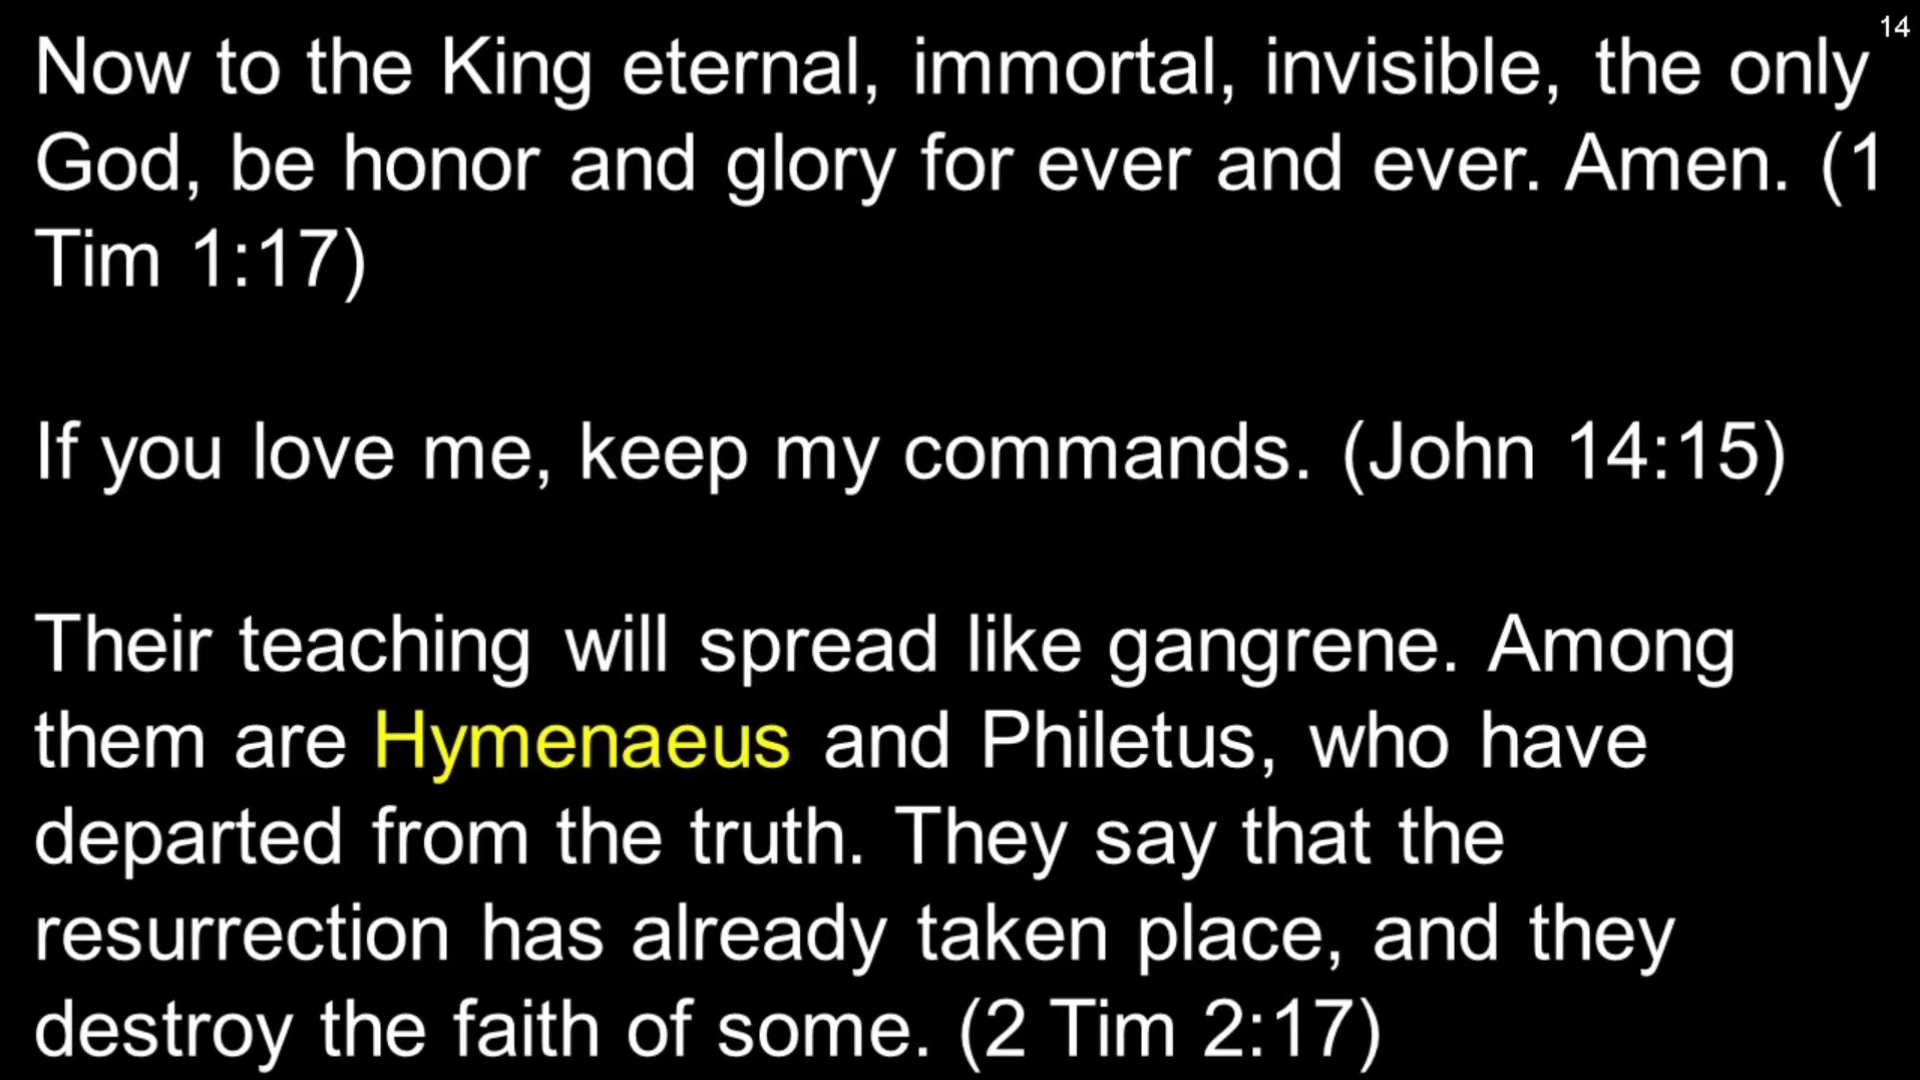 14
Now to the King eternal, immortal, invisible, the only
God, be honor and glory for ever and ever. Amen. (1
Tim 1:17)
If you love me, keep my commands. (John 14:15)
Their teaching will spread like gangrene. Among
them are Hymenaeus and Philetus, who have
departed from the truth. They say that the
resurrection has already taken place, and they
destroy the faith of some. (2 Tim 2:17)